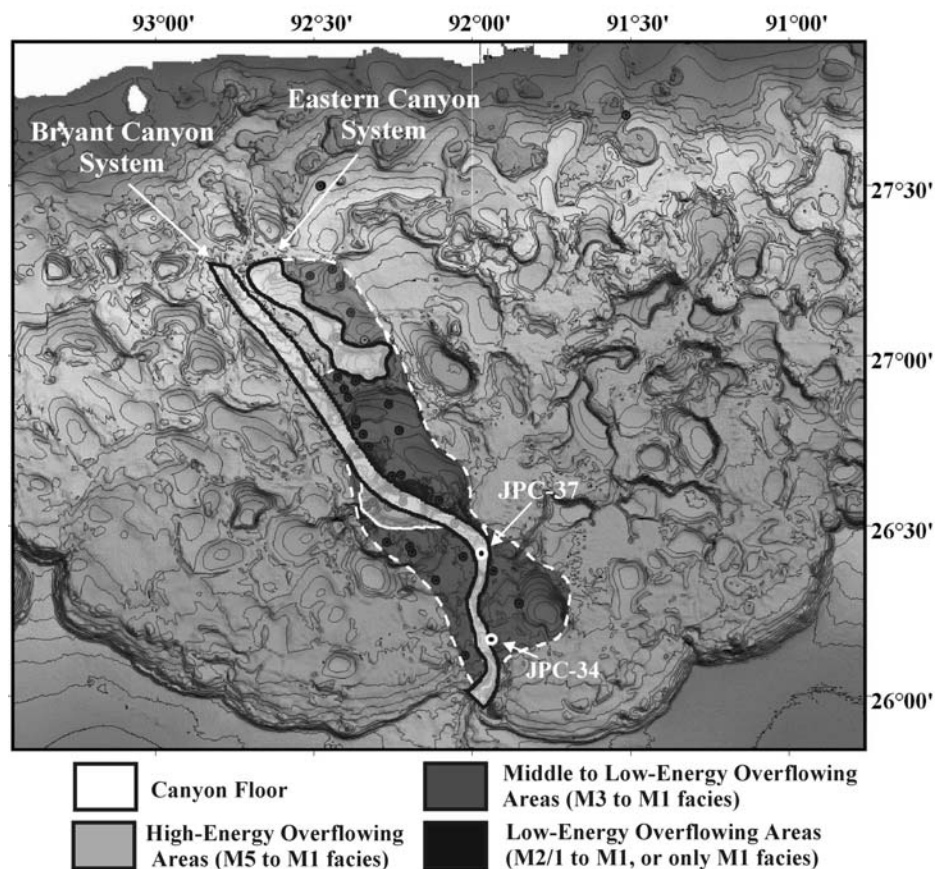 93°00' 92°30' 92°00' 91°30' 91°00'
Eastern Canyon
System
Bryant Canyon
System
27°30'
27°00'
JPC-37
26°30'
JPC-34
26°00'
Canyon Floor
High-Energy Overflowing
Areas (M5 to M1 facies)
Middle to Low-Energy Overflowing
Areas (M3 to M1 facies)
Low-Energy Overflowing Areas
(M2/1 to M1, or only M1 facies)